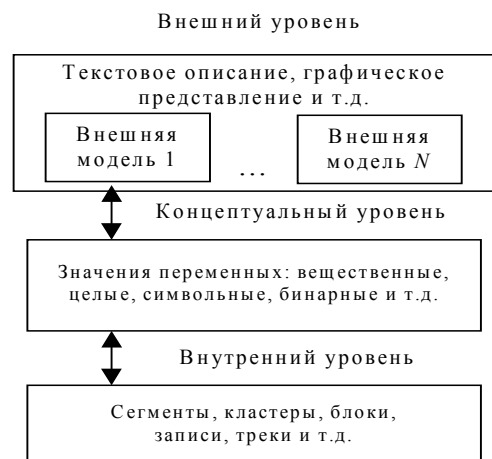 Внешний уровень
Текстовое описание, графическое
представление и т.д.
Внешняя
модель 1
...
Внешняя
модель N
Концептуальный уровень
Значения переменных: вещественные,
целые, символьные, бинарные и т.д.
Внутренний уровень
Сегменты, кластеры, блоки,
записи, треки и т.д.